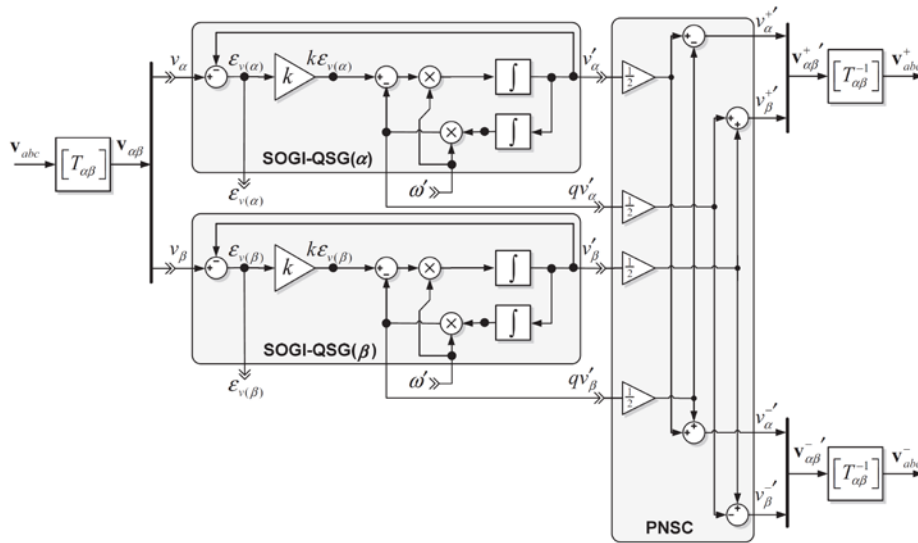 v_α
ε_v(α)
kε_v(α)
k
+
-
+
-
×
∫
×
∫
SOGI-QSG(α)
ε_v(α)
ω′
v′_α
qv′_α
v_abc
[T_αβ]
v_αβ
v_β
ε_v(β)
kε_v(β)
k
+
-
+
-
×
∫
×
∫
SOGI-QSG(β)
ε_v(β)
ω′
v′_β
qv′_β
½
½
½
½
+
-
+
+
+
+
-
+
PNSC
v_α^+′
v_β^+′
v_αβ^+′
[T_αβ^-1]
v_abc^+
v_α^-′
v_β^-′
v_αβ^-′
[T_αβ^-1]
v_abc^-